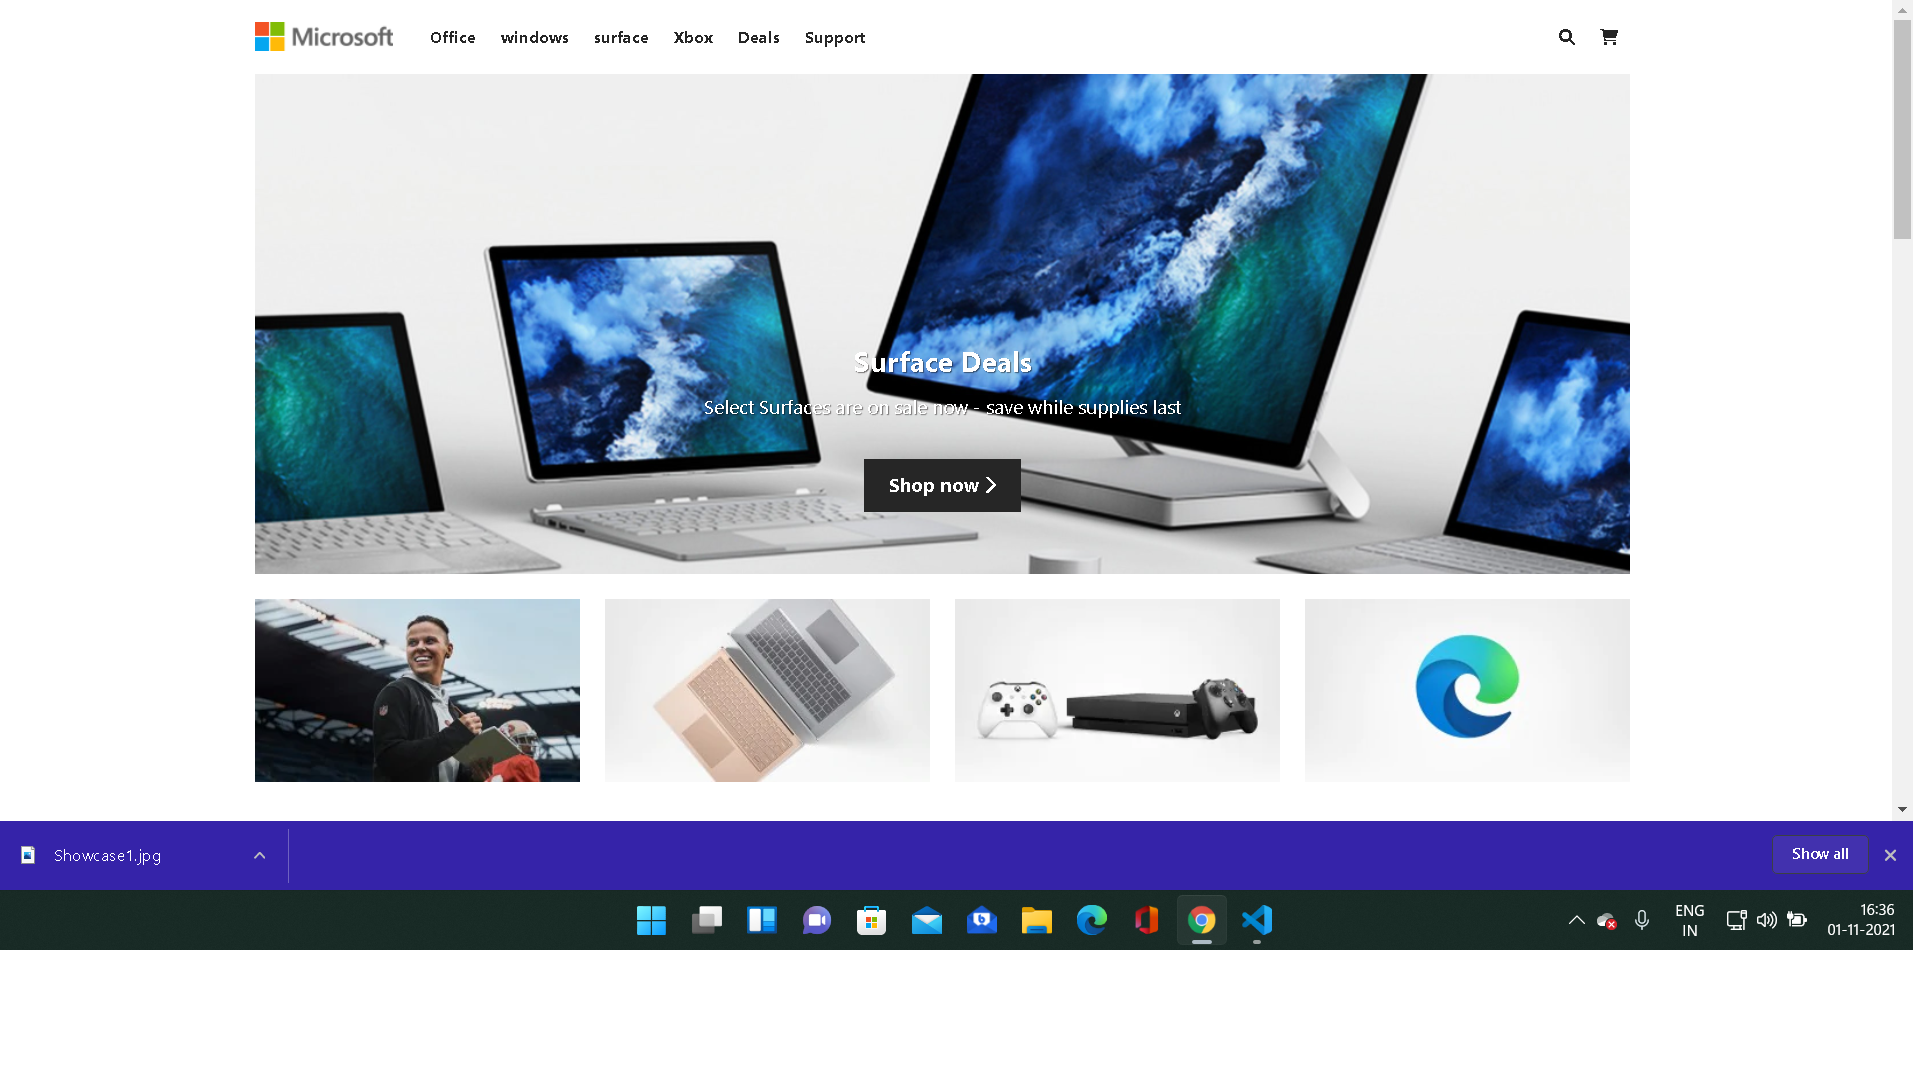 Microsoft Office windows surface Xbox Deals Support
Surface Deals
Select Surfaces are on sale now - save while supplies last
Shop now
Showcase1.jpg
Show all
ENG
IN
16:36
01-11-2021